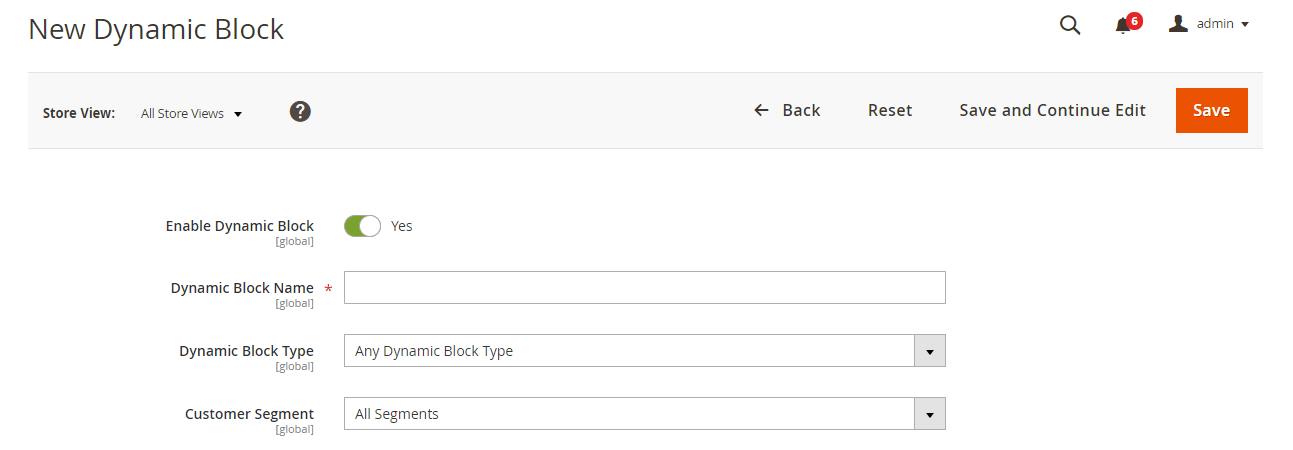 New Dynamic Block
6
admin
Store View: All Store Views ? Back Reset Save and Continue Edit Save
Enable Dynamic Block Yes
[global]
Dynamic Block Name *
[global]
Dynamic Block Type Any Dynamic Block Type
[global]
Customer Segment All Segments
[global]